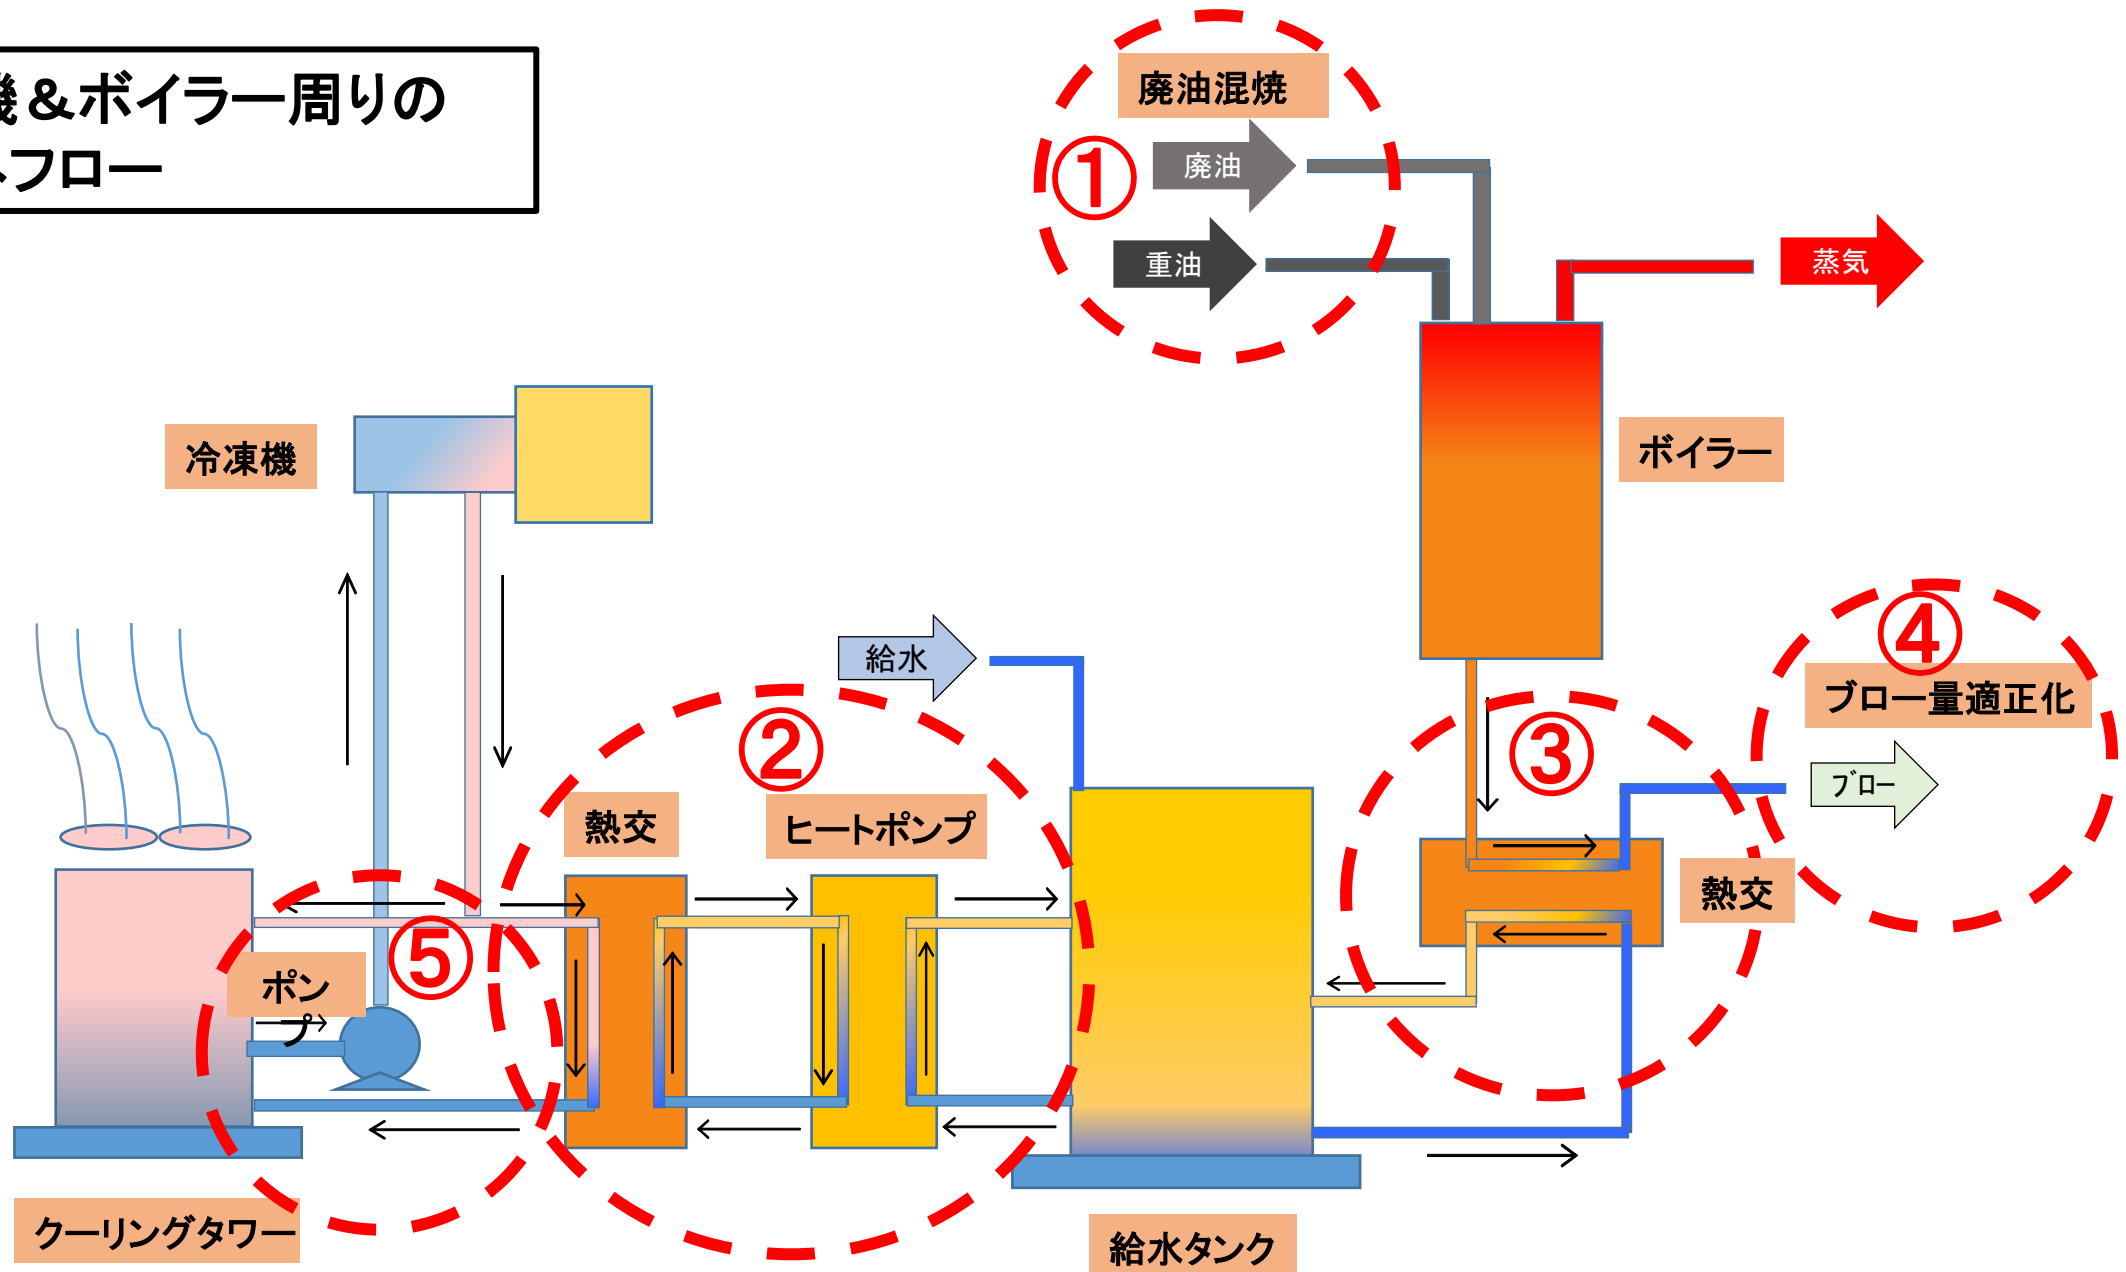 機＆ボイラー周りの
フロー
廃油混焼
①
廃油
重油
蒸気
冷凍機
ボイラー
給水
④
ブロー量適正化
ブロー
②
③
熱交
ヒートポンプ
熱交
⑤
ポン
プ
クーリングタワー
給水タンク